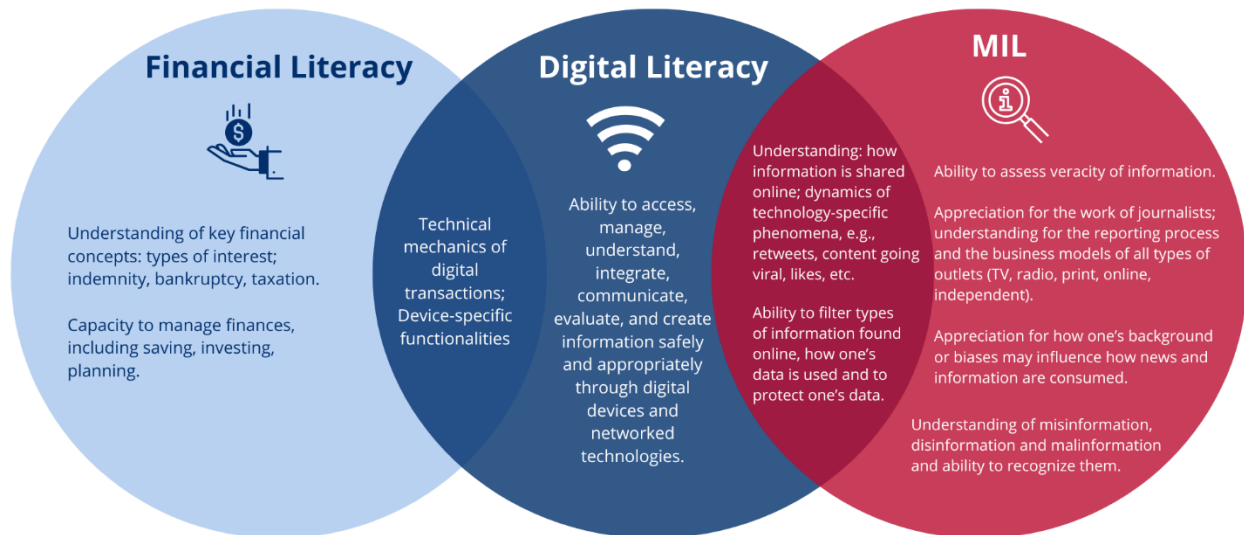 Financial Literacy
$
Understanding of key financial
concepts: types of interest;
indemnity, bankruptcy, taxation.
Capacity to manage finances,
including saving, investing,
planning.
Technical
mechanics of
digital
transactions;
Device-specific
functionalities
Digital Literacy
Ability to access,
manage,
understand,
integrate,
communicate,
evaluate, and create
information safely
and appropriately
through digital
devices and
networked
technologies.
Understanding: how
information is shared
online; dynamics of
technology-specific
phenomena, e.g.,
retweets, content going
viral, likes, etc.
Ability to filter types
of information found
online, how one’s
data is used and to
protect one’s data.
MIL
i
Ability to assess veracity of information.
Appreciation for the work of journalists;
understanding for the reporting process
and the business models of all types of
outlets (TV, radio, print, online,
independent).
Appreciation for how one’s background
or biases may influence how news and
information are consumed.
Understanding of misinformation,
disinformation and malinformation
and ability to recognize them.